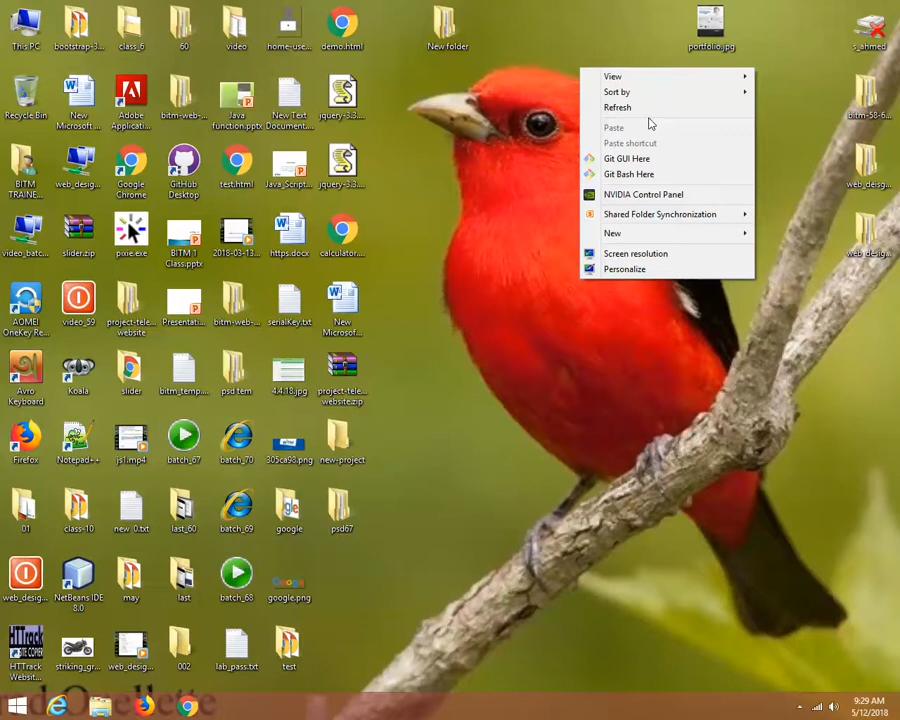 This PC
bootstrap-3...
class_6
60
video
home-use...
demo.html
New folder
portfolio.jpg
s_ahmed
Recycle Bin
New Microsoft ...
Adobe Applicati...
bitm-web-...
Java function.pptx
New Text Document...
jquery-3.3....
bitm-58-6...
BITM TRAINE...
web_desig...
Google Chrome
GitHub Desktop
test.html
Java_Script...
jquery-3.3....
web_deisg...
video_batc...
slider.zip
pixie.exe
BITM 1 Class.pptx
2018-03-13...
https.docx
calculator...
web_desig...
AOMEI OneKey Re...
video_59
project-tele... website
Presentati...
bitm-web-...
serialKey.txt
New Microsof...
Avro Keyboard
Koala
slider
bitm_temp...
psd tem
4.4.18.jpg
project-tele... website.zip
Firefox
Notepad++
js1.mp4
batch_67
batch_70
305ca98.png
new-project
01
class-10
new_0.txt
last_60
batch_69
google
psd67
web_desig...
NetBeans IDE 8.0
may
last
batch_68
google.png
HTTrack Website...
striking_gr...
web_desig...
002
lab_pass.txt
test
View
Sort by
Refresh
Paste
Paste shortcut
Git GUI Here
Git Bash Here
NVIDIA Control Panel
Shared Folder Synchronization
New
Screen resolution
Personalize
9:29 AM
5/12/2018